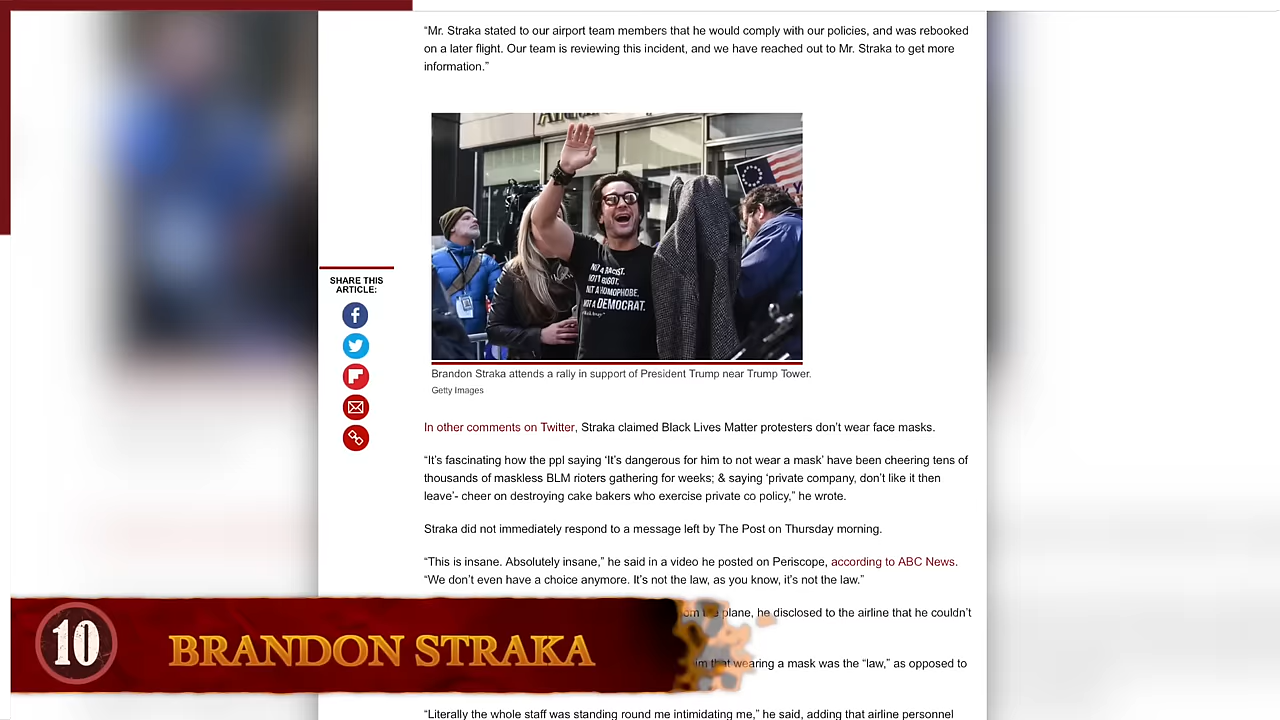 “Mr. Straka stated to our airport team members that he would comply with our policies, and was rebooked
on a later flight. Our team is reviewing this incident, and we have reached out to Mr. Straka to get more
information.”
NOT A RACIST.
NOT A BIGOT.
NOT A HOMOPHOBE.
NOT A DEMOCRAT.
SHARE THIS
ARTICLE:
Brandon Straka attends a rally in support of President Trump near Trump Tower.
Getty Images
In other comments on Twitter, Straka claimed Black Lives Matter protesters don’t wear face masks.
“It’s fascinating how the ppl saying ‘It’s dangerous for him to not wear a mask’ have been cheering tens of
thousands of maskless BLM rioters gathering for weeks; & saying ‘private company, don’t like it then
leave’- cheer on destroying cake bakers who exercise private co policy,” he wrote.
Straka did not immediately respond to a message left by The Post on Thursday morning.
“This is insane. Absolutely insane,” he said in a video he posted on Periscope, according to ABC News.
“We don’t even have a choice anymore. It’s not the law, as you know, it’s not the law.”
plane, he disclosed to the airline that he couldn’t
10 BRANDON STRAKA
that wearing a mask was the “law,” as opposed to
“Literally the whole staff was standing round me intimidating me,” he said, adding that airline personnel